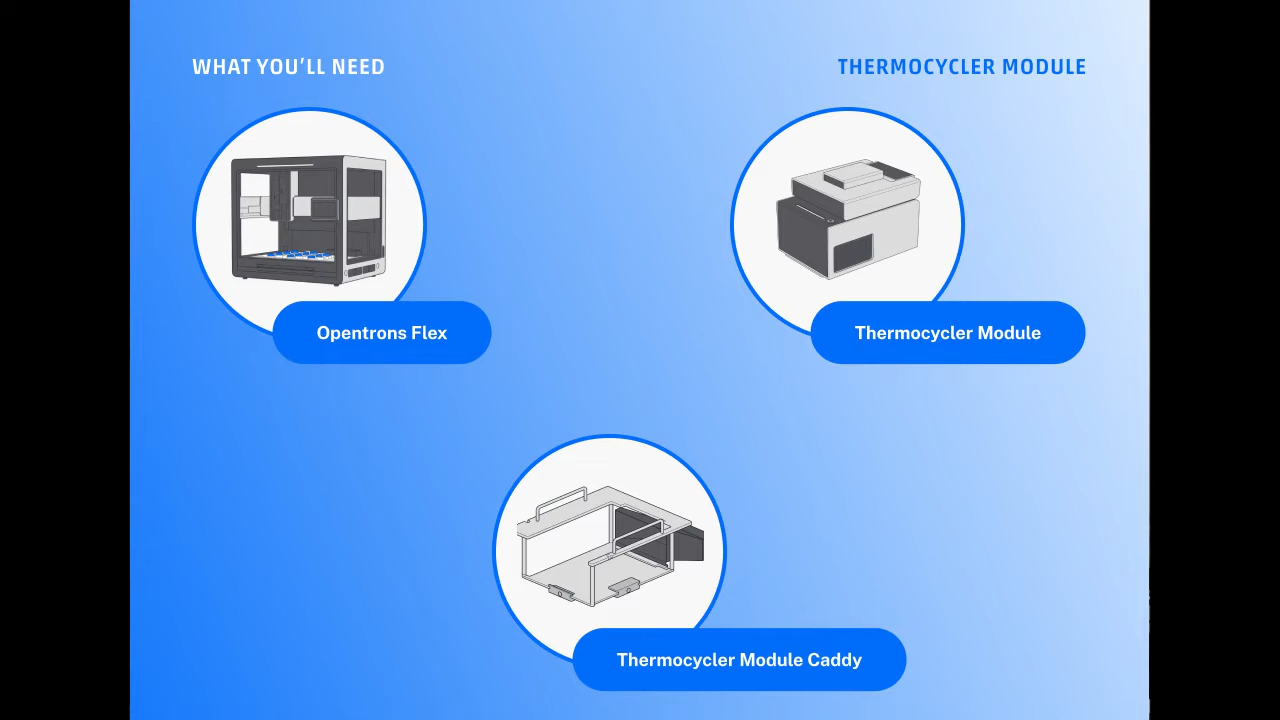 WHAT YOU'LL NEED
THERMOCYCLER MODULE
Opentrons Flex
Thermocycler Module
Thermocycler Module Caddy